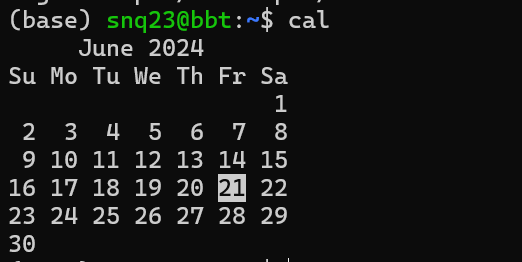 (base) snq23@bbt:~$ cal
     June 2024
Su Mo Tu We Th Fr Sa
                   1
 2  3  4  5  6  7  8
 9 10 11 12 13 14 15
16 17 18 19 20 21 22
23 24 25 26 27 28 29
30